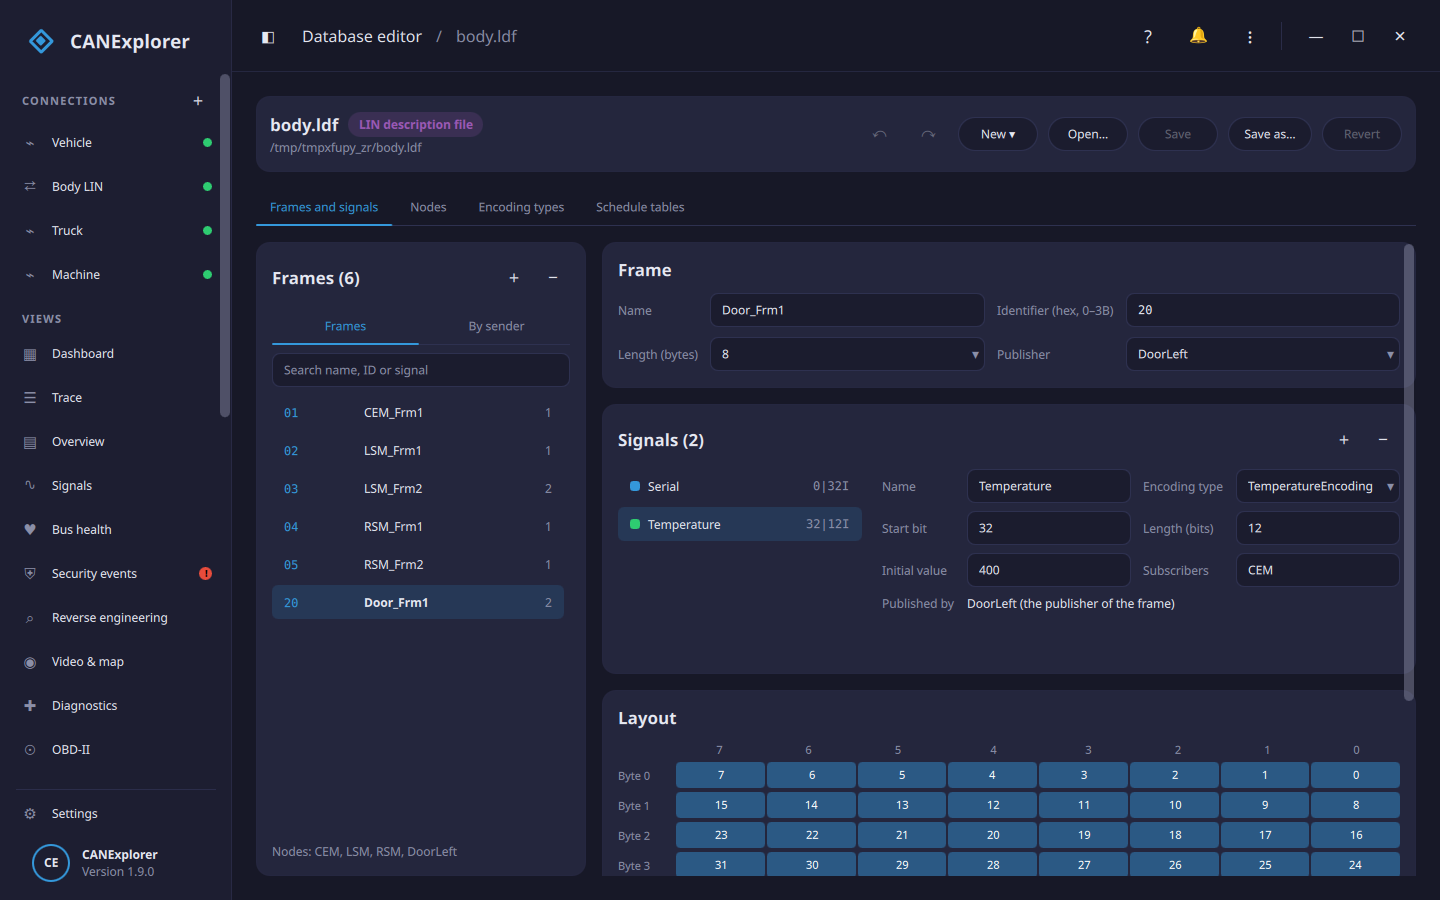 CANExplorer
Database editor / body.ldf
?
CONNECTIONS +
Vehicle
Body LIN
Truck
Machine
VIEWS
Dashboard
Trace
Overview
Signals
Bus health
Security events !
Reverse engineering
Video & map
Diagnostics
OBD-II
Settings
CE
CANExplorer
Version 1.9.0
body.ldf LIN description file
/tmp/tmpxfupy_zr/body.ldf
New ▾ Open... Save Save as... Revert
Frames and signals Nodes Encoding types Schedule tables
Frames (6) + −
Frames By sender
Search name, ID or signal
01 CEM_Frm1 1
02 LSM_Frm1 1
03 LSM_Frm2 2
04 RSM_Frm1 1
05 RSM_Frm2 1
20 Door_Frm1 2
Nodes: CEM, LSM, RSM, DoorLeft
Frame
Name Door_Frm1 Identifier (hex, 0–3B) 20
Length (bytes) 8 Publisher DoorLeft
Signals (2) + −
Serial 0|32I
Temperature 32|12I
Name Temperature Encoding type TemperatureEncoding
Start bit 32 Length (bits) 12
Initial value 400 Subscribers CEM
Published by DoorLeft (the publisher of the frame)
Layout
7 6 5 4 3 2 1 0
Byte 0 7 6 5 4 3 2 1 0
Byte 1 15 14 13 12 11 10 9 8
Byte 2 23 22 21 20 19 18 17 16
Byte 3 31 30 29 28 27 26 25 24